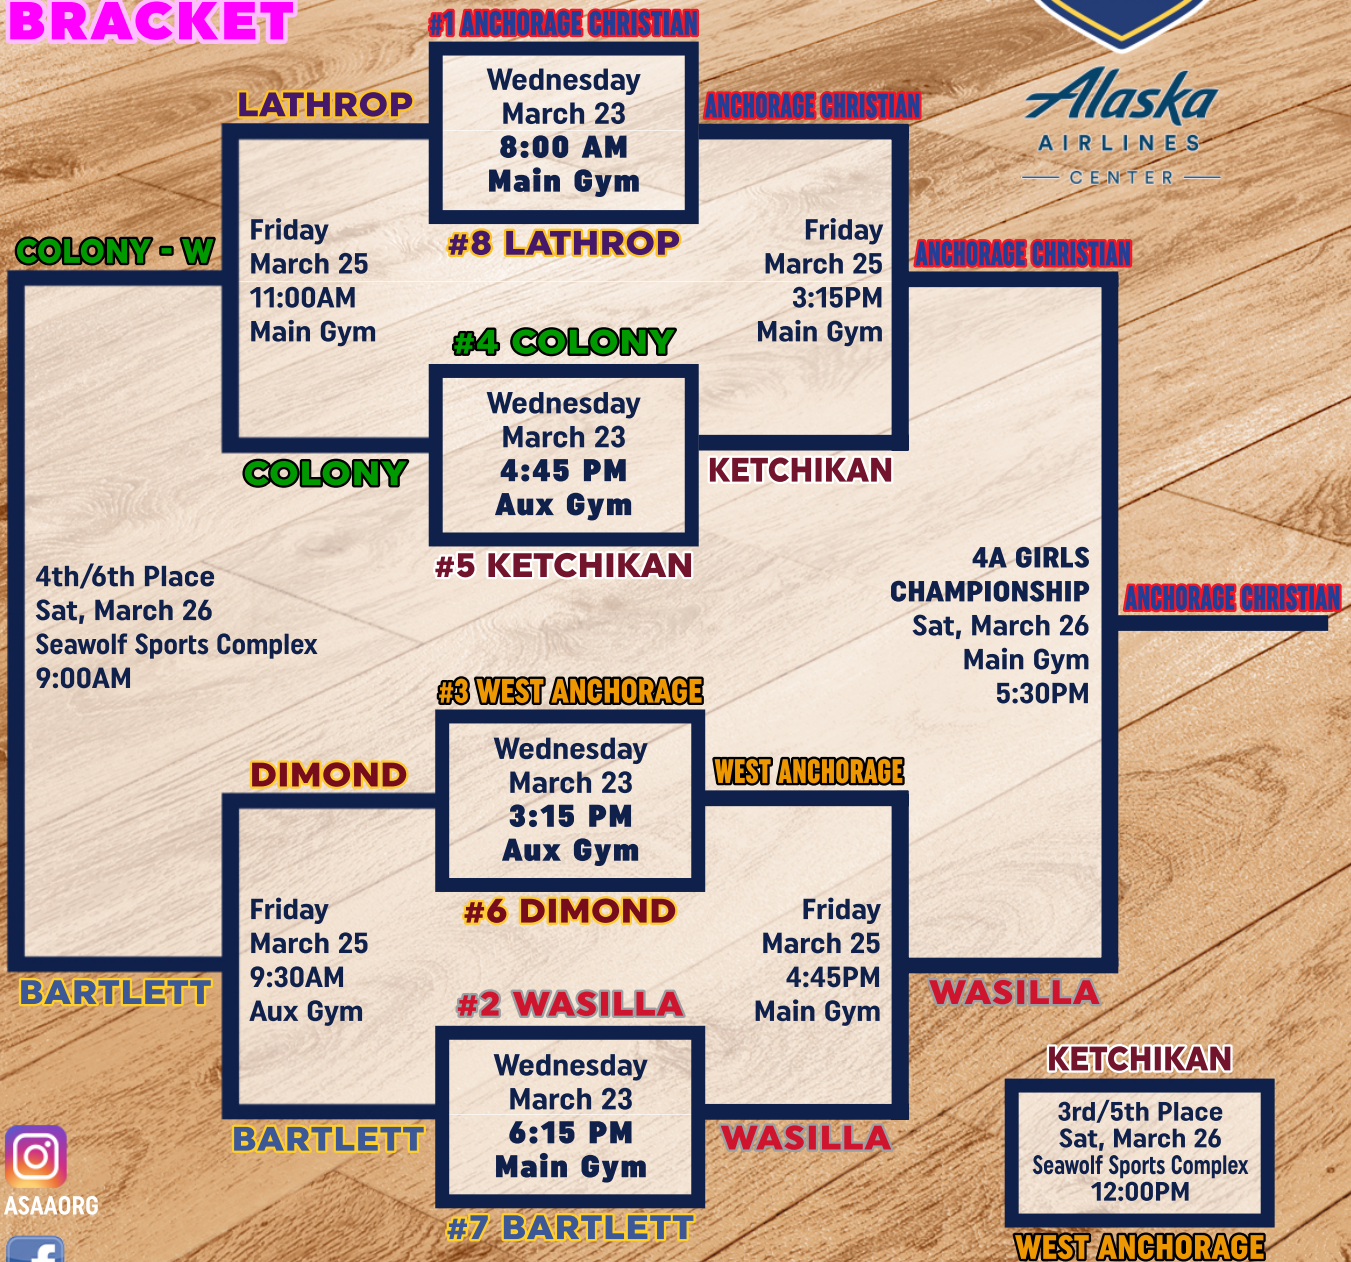 BRACKET
#1 ANCHORAGE CHRISTIAN
Wednesday
March 23
8:00 AM
Main Gym
#8 LATHROP
LATHROP
ANCHORAGE CHRISTIAN
Alaska
AIRLINES
CENTER
COLONY - W
Friday
March 25
11:00AM
Main Gym
Friday
March 25
3:15PM
Main Gym
ANCHORAGE CHRISTIAN
#4 COLONY
Wednesday
March 23
4:45 PM
Aux Gym
#5 KETCHIKAN
COLONY
KETCHIKAN
4th/6th Place
Sat, March 26
Seawolf Sports Complex
9:00AM
4A GIRLS
CHAMPIONSHIP
Sat, March 26
Main Gym
5:30PM
ANCHORAGE CHRISTIAN
#3 WEST ANCHORAGE
Wednesday
March 23
3:15 PM
Aux Gym
#6 DIMOND
DIMOND
WEST ANCHORAGE
Friday
March 25
9:30AM
Aux Gym
Friday
March 25
4:45PM
Main Gym
BARTLETT
WASILLA
#2 WASILLA
Wednesday
March 23
6:15 PM
Main Gym
#7 BARTLETT
BARTLETT
WASILLA
KETCHIKAN
3rd/5th Place
Sat, March 26
Seawolf Sports Complex
12:00PM
WEST ANCHORAGE
ASAAORG